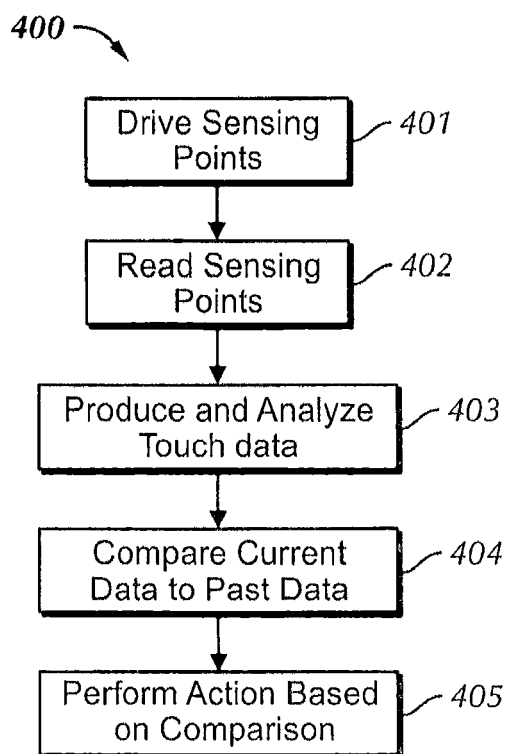 400
Drive Sensing
Points
401
Read Sensing
Points
402
Produce and Analyze
Touch data
403
Compare Current
Data to Past Data
404
Perform Action Based
on Comparison
405